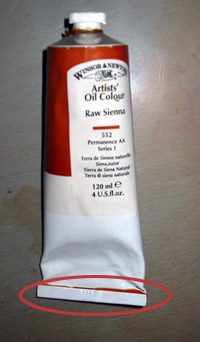 WINSOR & NEWTON
Artists'
Oil Colour
Raw Sienna
552
Permanence AA
Series 1
Terre de Sienne naturelle
Siena, natur
Tierra de Siena Natural
Terra di siena naturale
120 ml e
4 U.S.fl.oz.